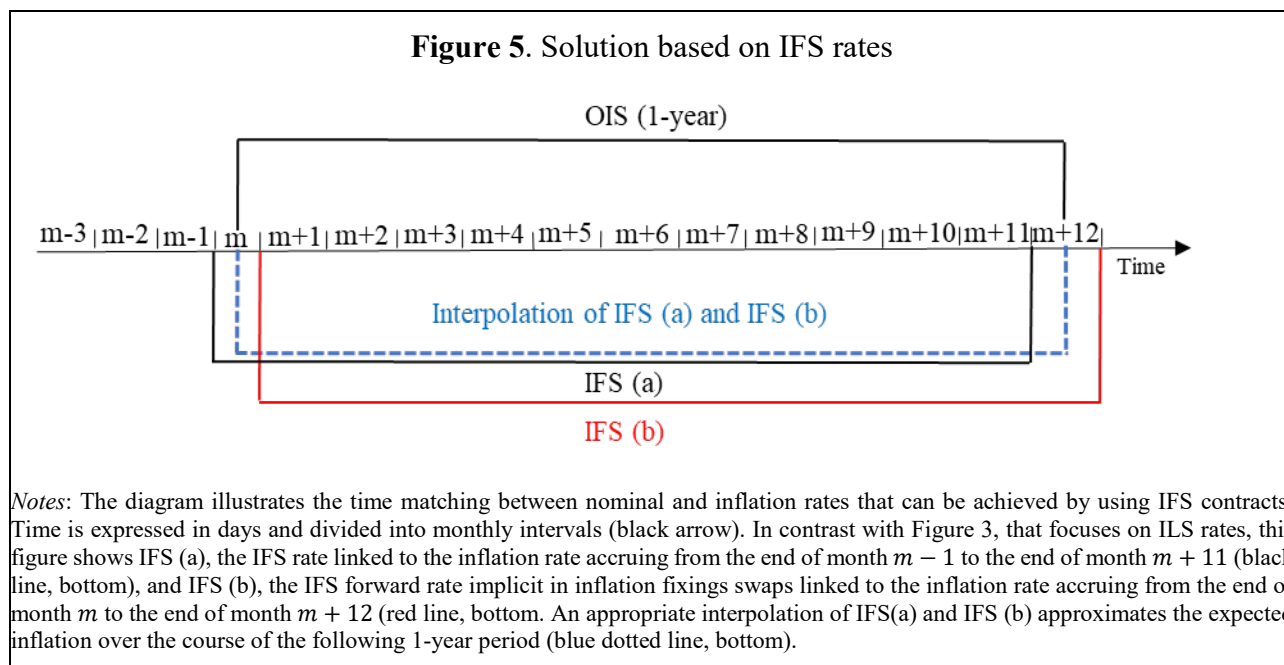 Figure 5. Solution based on IFS rates
OIS (1-year)
m-3 m-2 m-1 m m+1 m+2 m+3 m+4 m+5 m+6 m+7 m+8 m+9 m+10 m+11 m+12
Time
Interpolation of IFS (a) and IFS (b)
IFS (a)
IFS (b)
Notes: The diagram illustrates the time matching between nominal and inflation rates that can be achieved by using IFS contracts
Time is expressed in days and divided into monthly intervals (black arrow). In contrast with Figure 3, that focuses on ILS rates, thi
figure shows IFS (a), the IFS rate linked to the inflation rate accruing from the end of month m − 1 to the end of month m + 11 (black
line, bottom), and IFS (b), the IFS forward rate implicit in inflation fixings swaps linked to the inflation rate accruing from the end o
month m to the end of month m + 12 (red line, bottom. An appropriate interpolation of IFS(a) and IFS (b) approximates the expected
inflation over the course of the following 1-year period (blue dotted line, bottom).